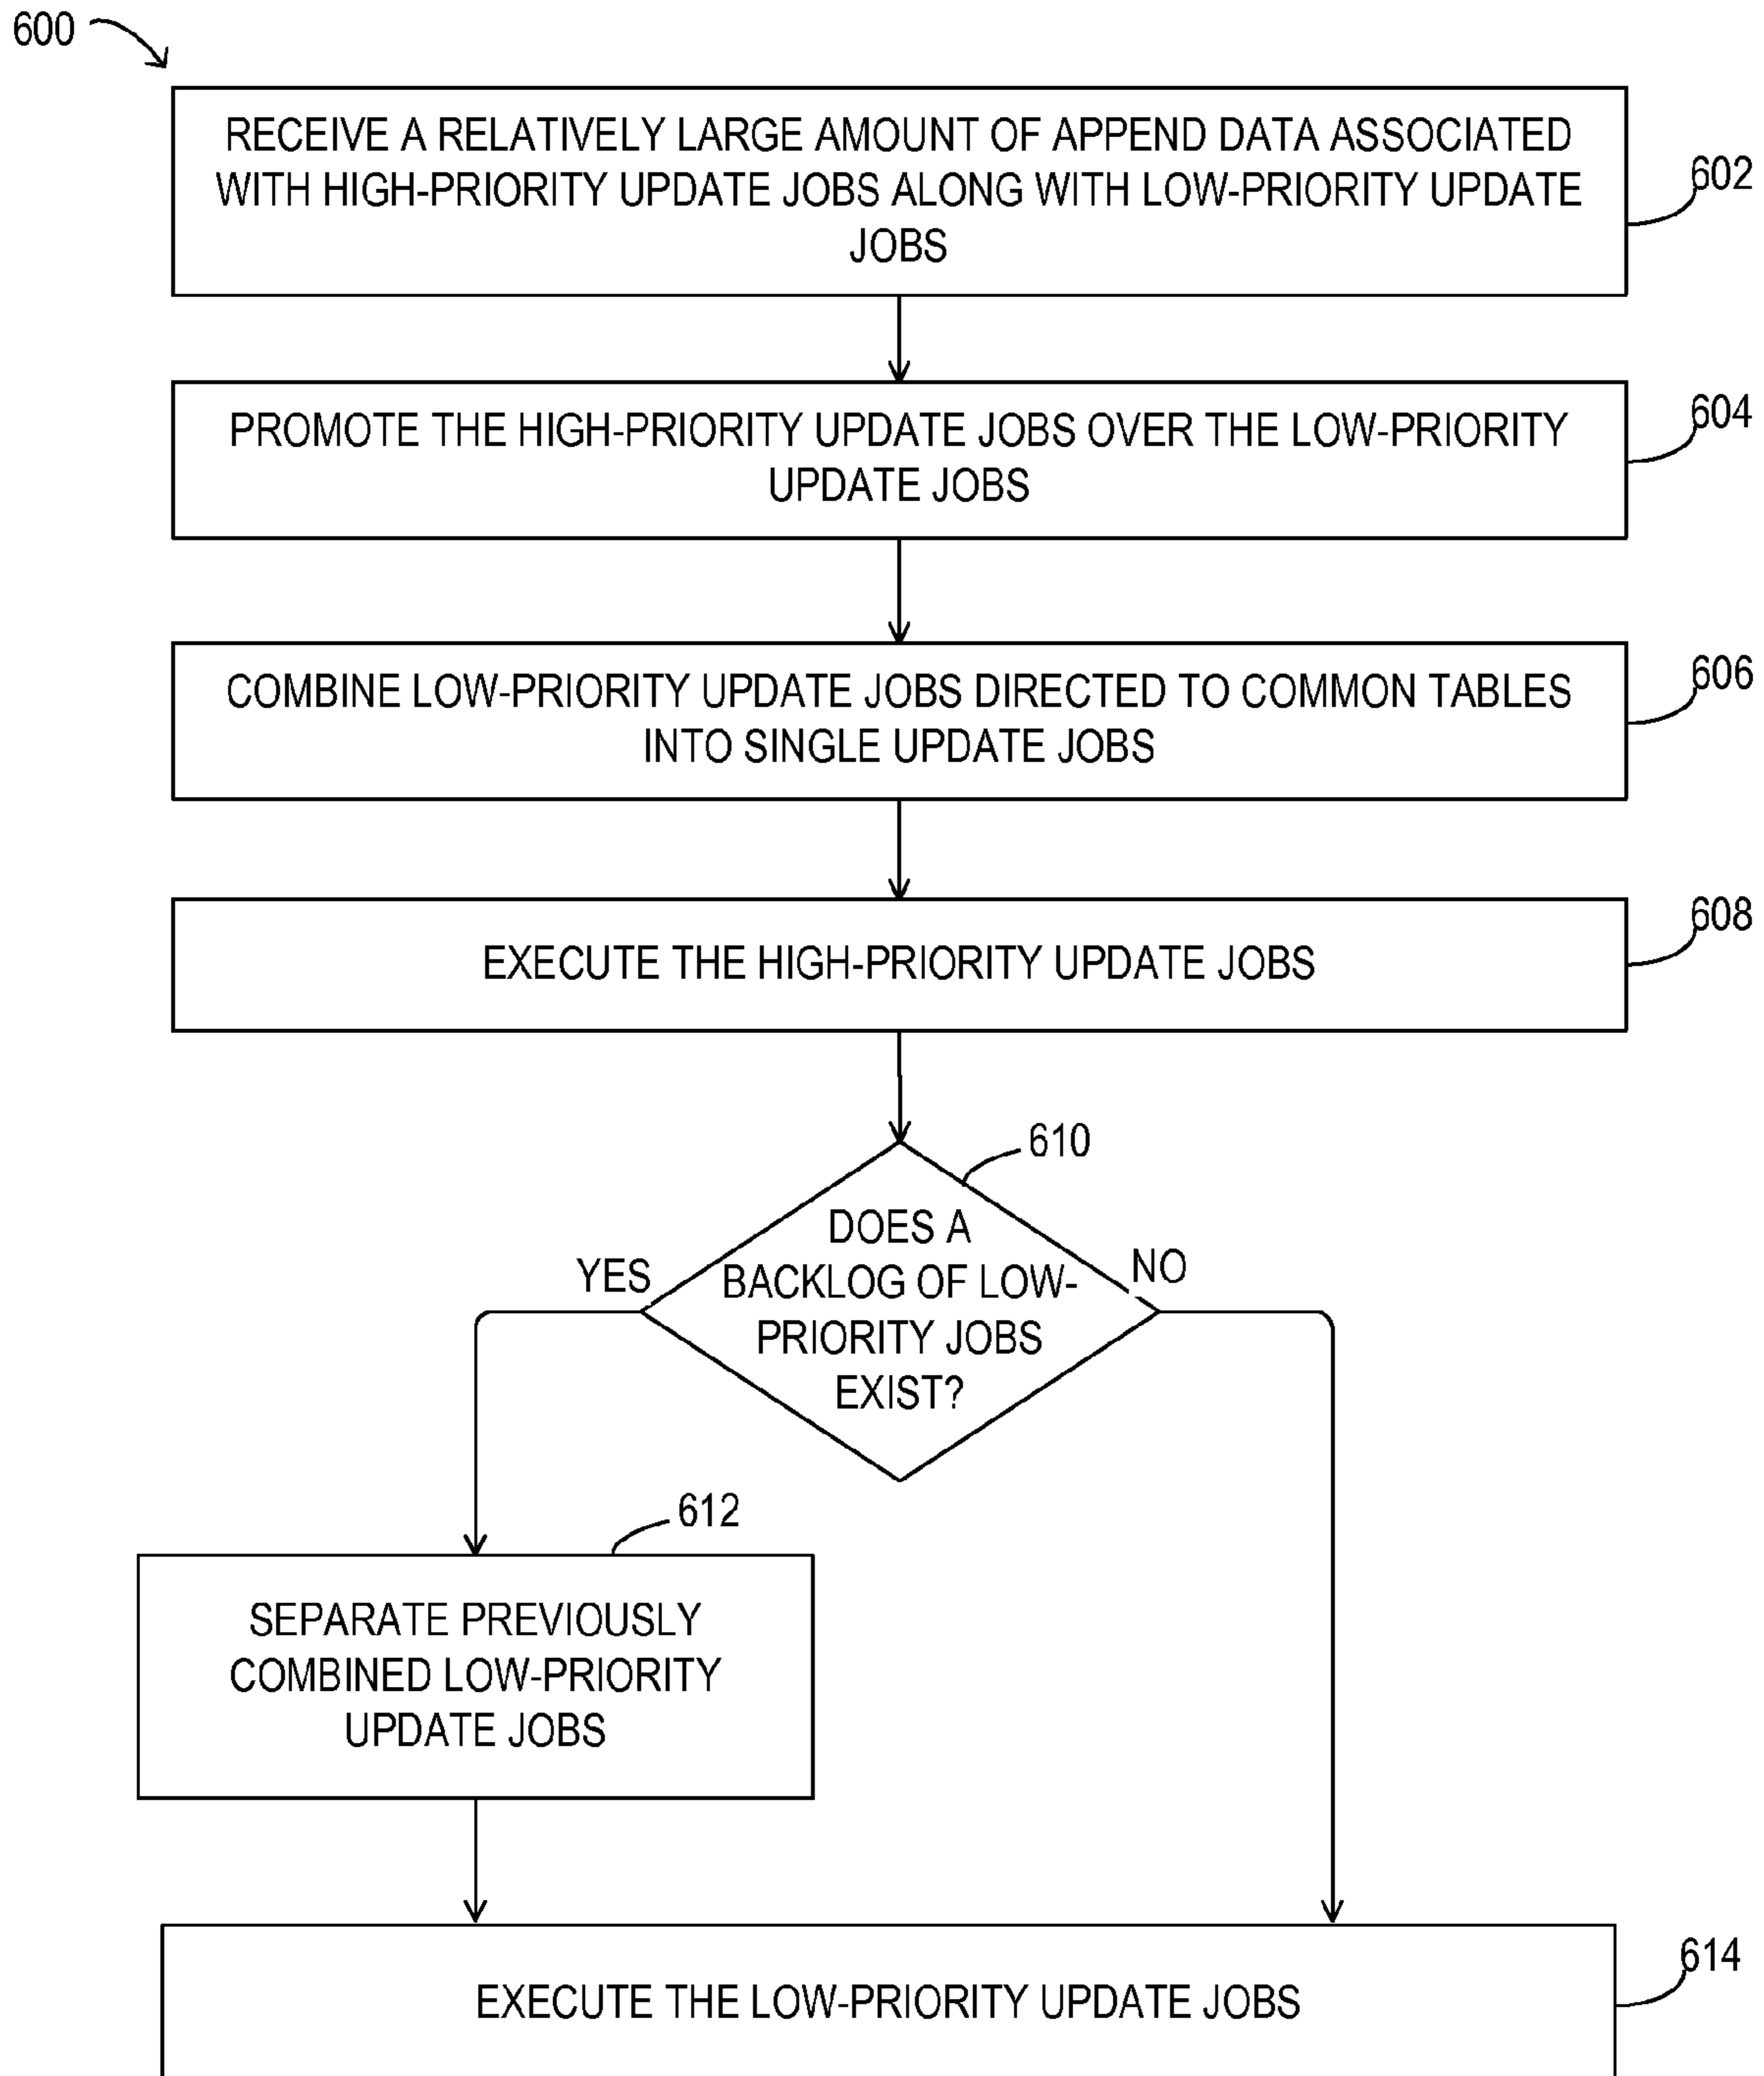 600
RECEIVE A RELATIVELY LARGE AMOUNT OF APPEND DATA ASSOCIATED
WITH HIGH-PRIORITY UPDATE JOBS ALONG WITH LOW-PRIORITY UPDATE
JOBS
602
PROMOTE THE HIGH-PRIORITY UPDATE JOBS OVER THE LOW-PRIORITY
UPDATE JOBS
604
COMBINE LOW-PRIORITY UPDATE JOBS DIRECTED TO COMMON TABLES
INTO SINGLE UPDATE JOBS
606
EXECUTE THE HIGH-PRIORITY UPDATE JOBS
608
610
DOES A
BACKLOG OF LOW-
PRIORITY JOBS
EXIST?
YES
NO
612
SEPARATE PREVIOUSLY
COMBINED LOW-PRIORITY
UPDATE JOBS
EXECUTE THE LOW-PRIORITY UPDATE JOBS
614